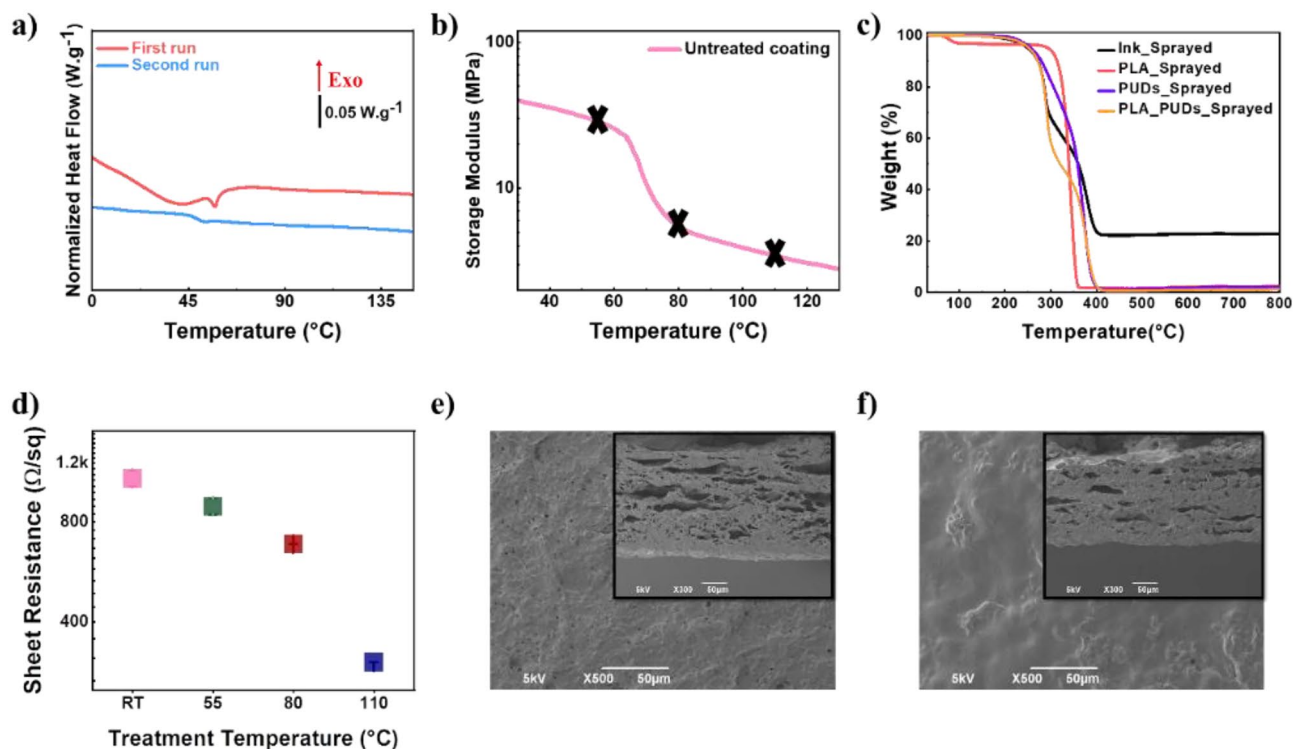 a)
First run
Second run
Exo
0.05 W.g-1
Normalized Heat Flow (W.g-1)
0 45 90 135
Temperature (°C)
b)
Untreated coating
100
10
Storage Modulus (MPa)
40 60 80 100 120
Temperature (°C)
c)
Ink_Sprayed
PLA_Sprayed
PUDs_Sprayed
PLA_PUDs_Sprayed
100
80
60
40
20
0
Weight (%)
100 200 300 400 500 600 700 800
Temperature(°C)
d)
1.2k
800
400
Sheet Resistance (Ω/sq)
RT 55 80 110
Treatment Temperature (°C)
e)
5kV X300 50µm
5kV X500 50µm
f)
5kV X300 50µm
5kV X500 50µm